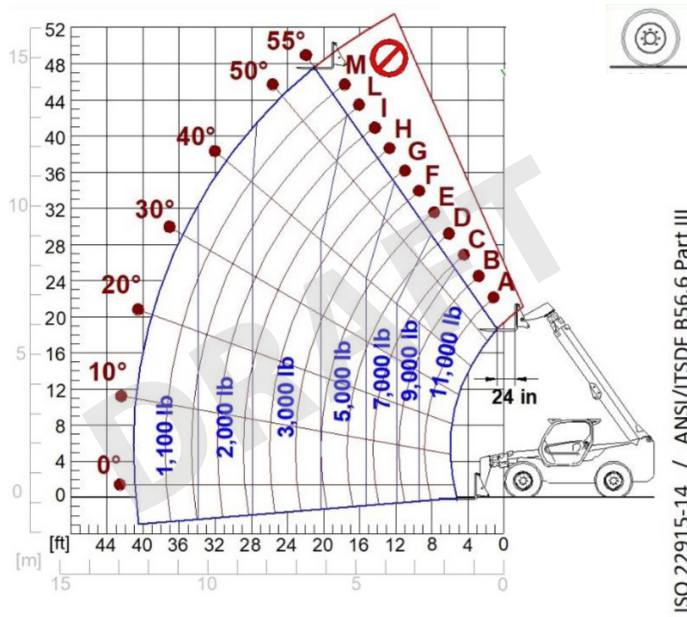 52
48
44
40
36
32
28
24
20
16
12
8
4
0
15
10
5
0
55°
50°
40°
30°
20°
10°
0°
M
L
I
H
G
F
E
D
C
B
A
DRAFT
1,100 lb
2,000 lb
3,000 lb
5,000 lb
7,000 lb
9,000 lb
11,000 lb
24 in
[ft] 44 40 36 32 28 24 20 16 12 8 4 0
[m] 15 10 5 0
ISO 22915-14 / ANSI/ITSDF B56.6 Part III